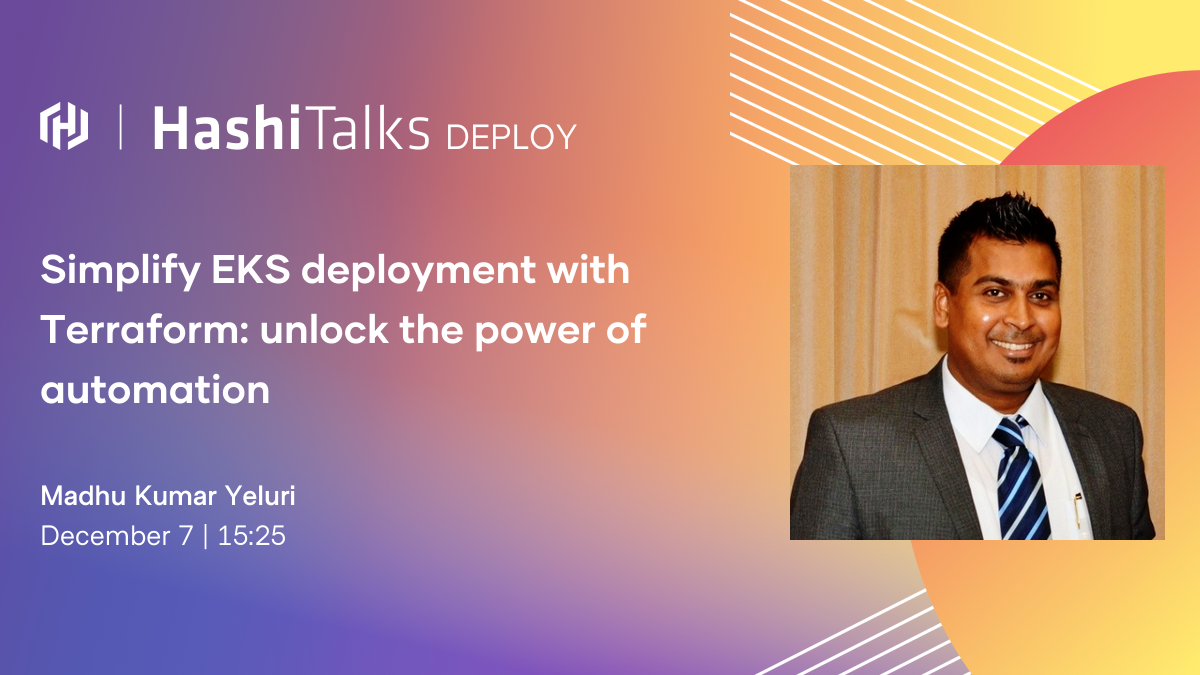 HashiTalks DEPLOY
Simplify EKS deployment with
Terraform: unlock the power of
automation
Madhu Kumar Yeluri
December 7 | 15:25